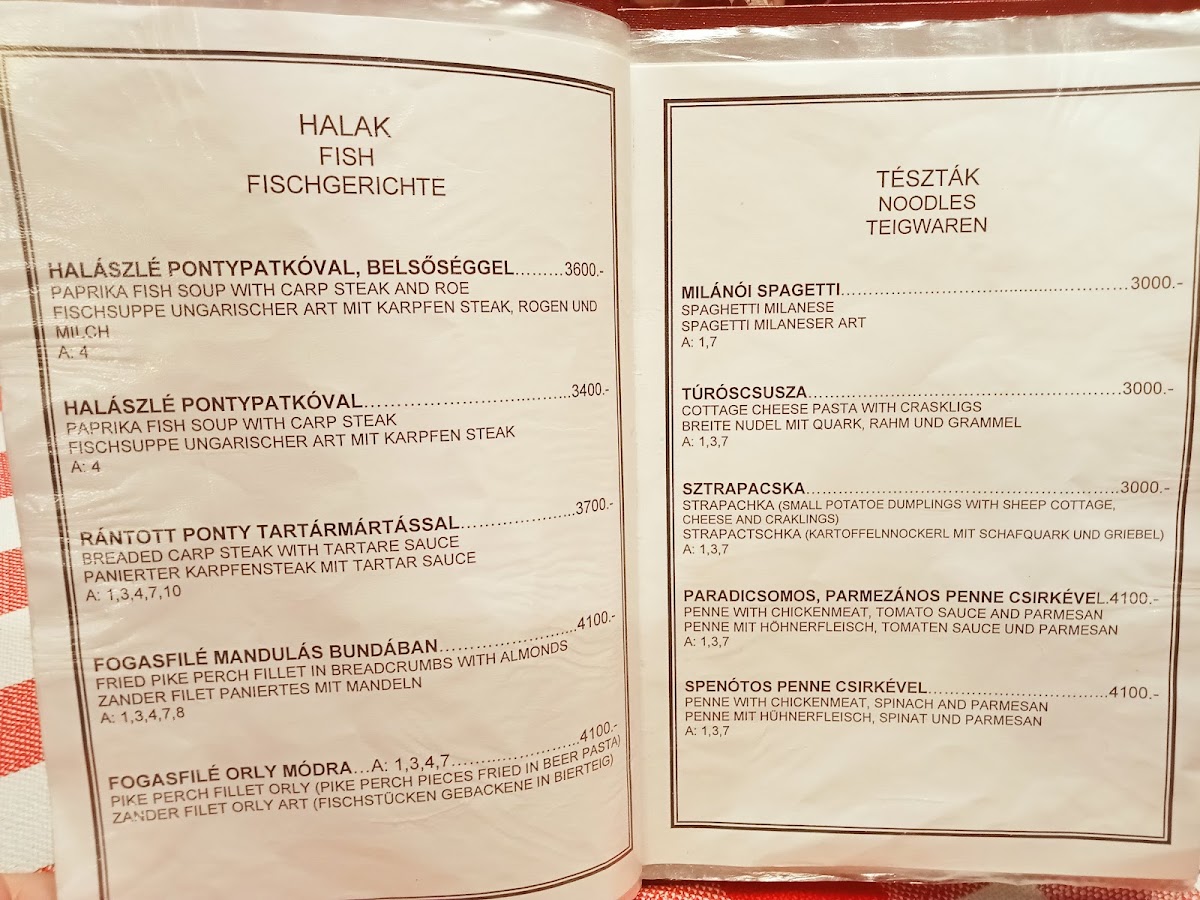 HALAK
FISH
FISCHGERICHTE
HALÁSZLÉ PONTYPATKÓVAL, BELSŐSÉGGEL.........3600.-
PAPRIKA FISH SOUP WITH CARP STEAK AND ROE
FISCHSUPPE UNGARISCHER ART MIT KARPFEN STEAK, ROGEN UND
MILCH
A: 4
HALÁSZLÉ PONTYPATKÓVAL.................................3400.-
PAPRIKA FISH SOUP WITH CARP STEAK
FISCHSUPPE UNGARISCHER ART MIT KARPFEN STEAK
A: 4
RÁNTOTT PONTY TARTÁRMÁRTÁSSAL..................3700.-
BREADED CARP STEAK WITH TARTARE SAUCE
PANIERTER KARPFENSTEAK MIT TARTAR SAUCE
A: 1,3,4,7,10
FOGASFILÉ MANDULÁS BUNDÁBAN.....................4100.-
FRIED PIKE PERCH FILLET IN BREADCRUMBS WITH ALMONDS
ZANDER FILET PANIERTES MIT MANDELN
A: 1,3,4,7,8
FOGASFILÉ ORLY MÓDRA...A: 1,3,4,7....................4100.-
PIKE PERCH FILLET ORLY (PIKE PERCH PIECES FRIED IN BEER PASTA)
ZANDER FILET ORLY ART (FISCHSTÜCKEN GEBACKENE IN BIERTEIG)
TÉSZTÁK
NOODLES
TEIGWAREN
MILÁNÓI SPAGETTI..................................................3000.-
SPAGHETTI MILANESE
SPAGETTI MILANESER ART
A: 1,7
TÚRÓSCSUSZA.......................................................3000.-
COTTAGE CHEESE PASTA WITH CRASKLIGS
BREITE NUDEL MIT QUARK, RAHM UND GRAMMEL
A: 1,3,7
SZTRAPACSKA.......................................................3000.-
STRAPACHKA (SMALL POTATOE DUMPLINGS WITH SHEEP COTTAGE,
CHEESE AND CRAKLINGS)
STRAPACTSCHKA (KARTOFFELNNOCKERL MIT SCHAFQUARK UND GRIEBEL)
A: 1,3,7
PARADICSOMOS, PARMEZÁNOS PENNE CSIRKÉVEL.4100.-
PENNE WITH CHICKENMEAT, TOMATO SAUCE AND PARMESAN
PENNE MIT HÖHNERFLEISCH, TOMATEN SAUCE UND PARMESAN
A: 1,3,7
SPENÓTOS PENNE CSIRKÉVEL................................4100.-
PENNE WITH CHICKENMEAT, SPINACH AND PARMESAN
PENNE MIT HÜHNERFLEISCH, SPINAT UND PARMESAN
A: 1,3,7